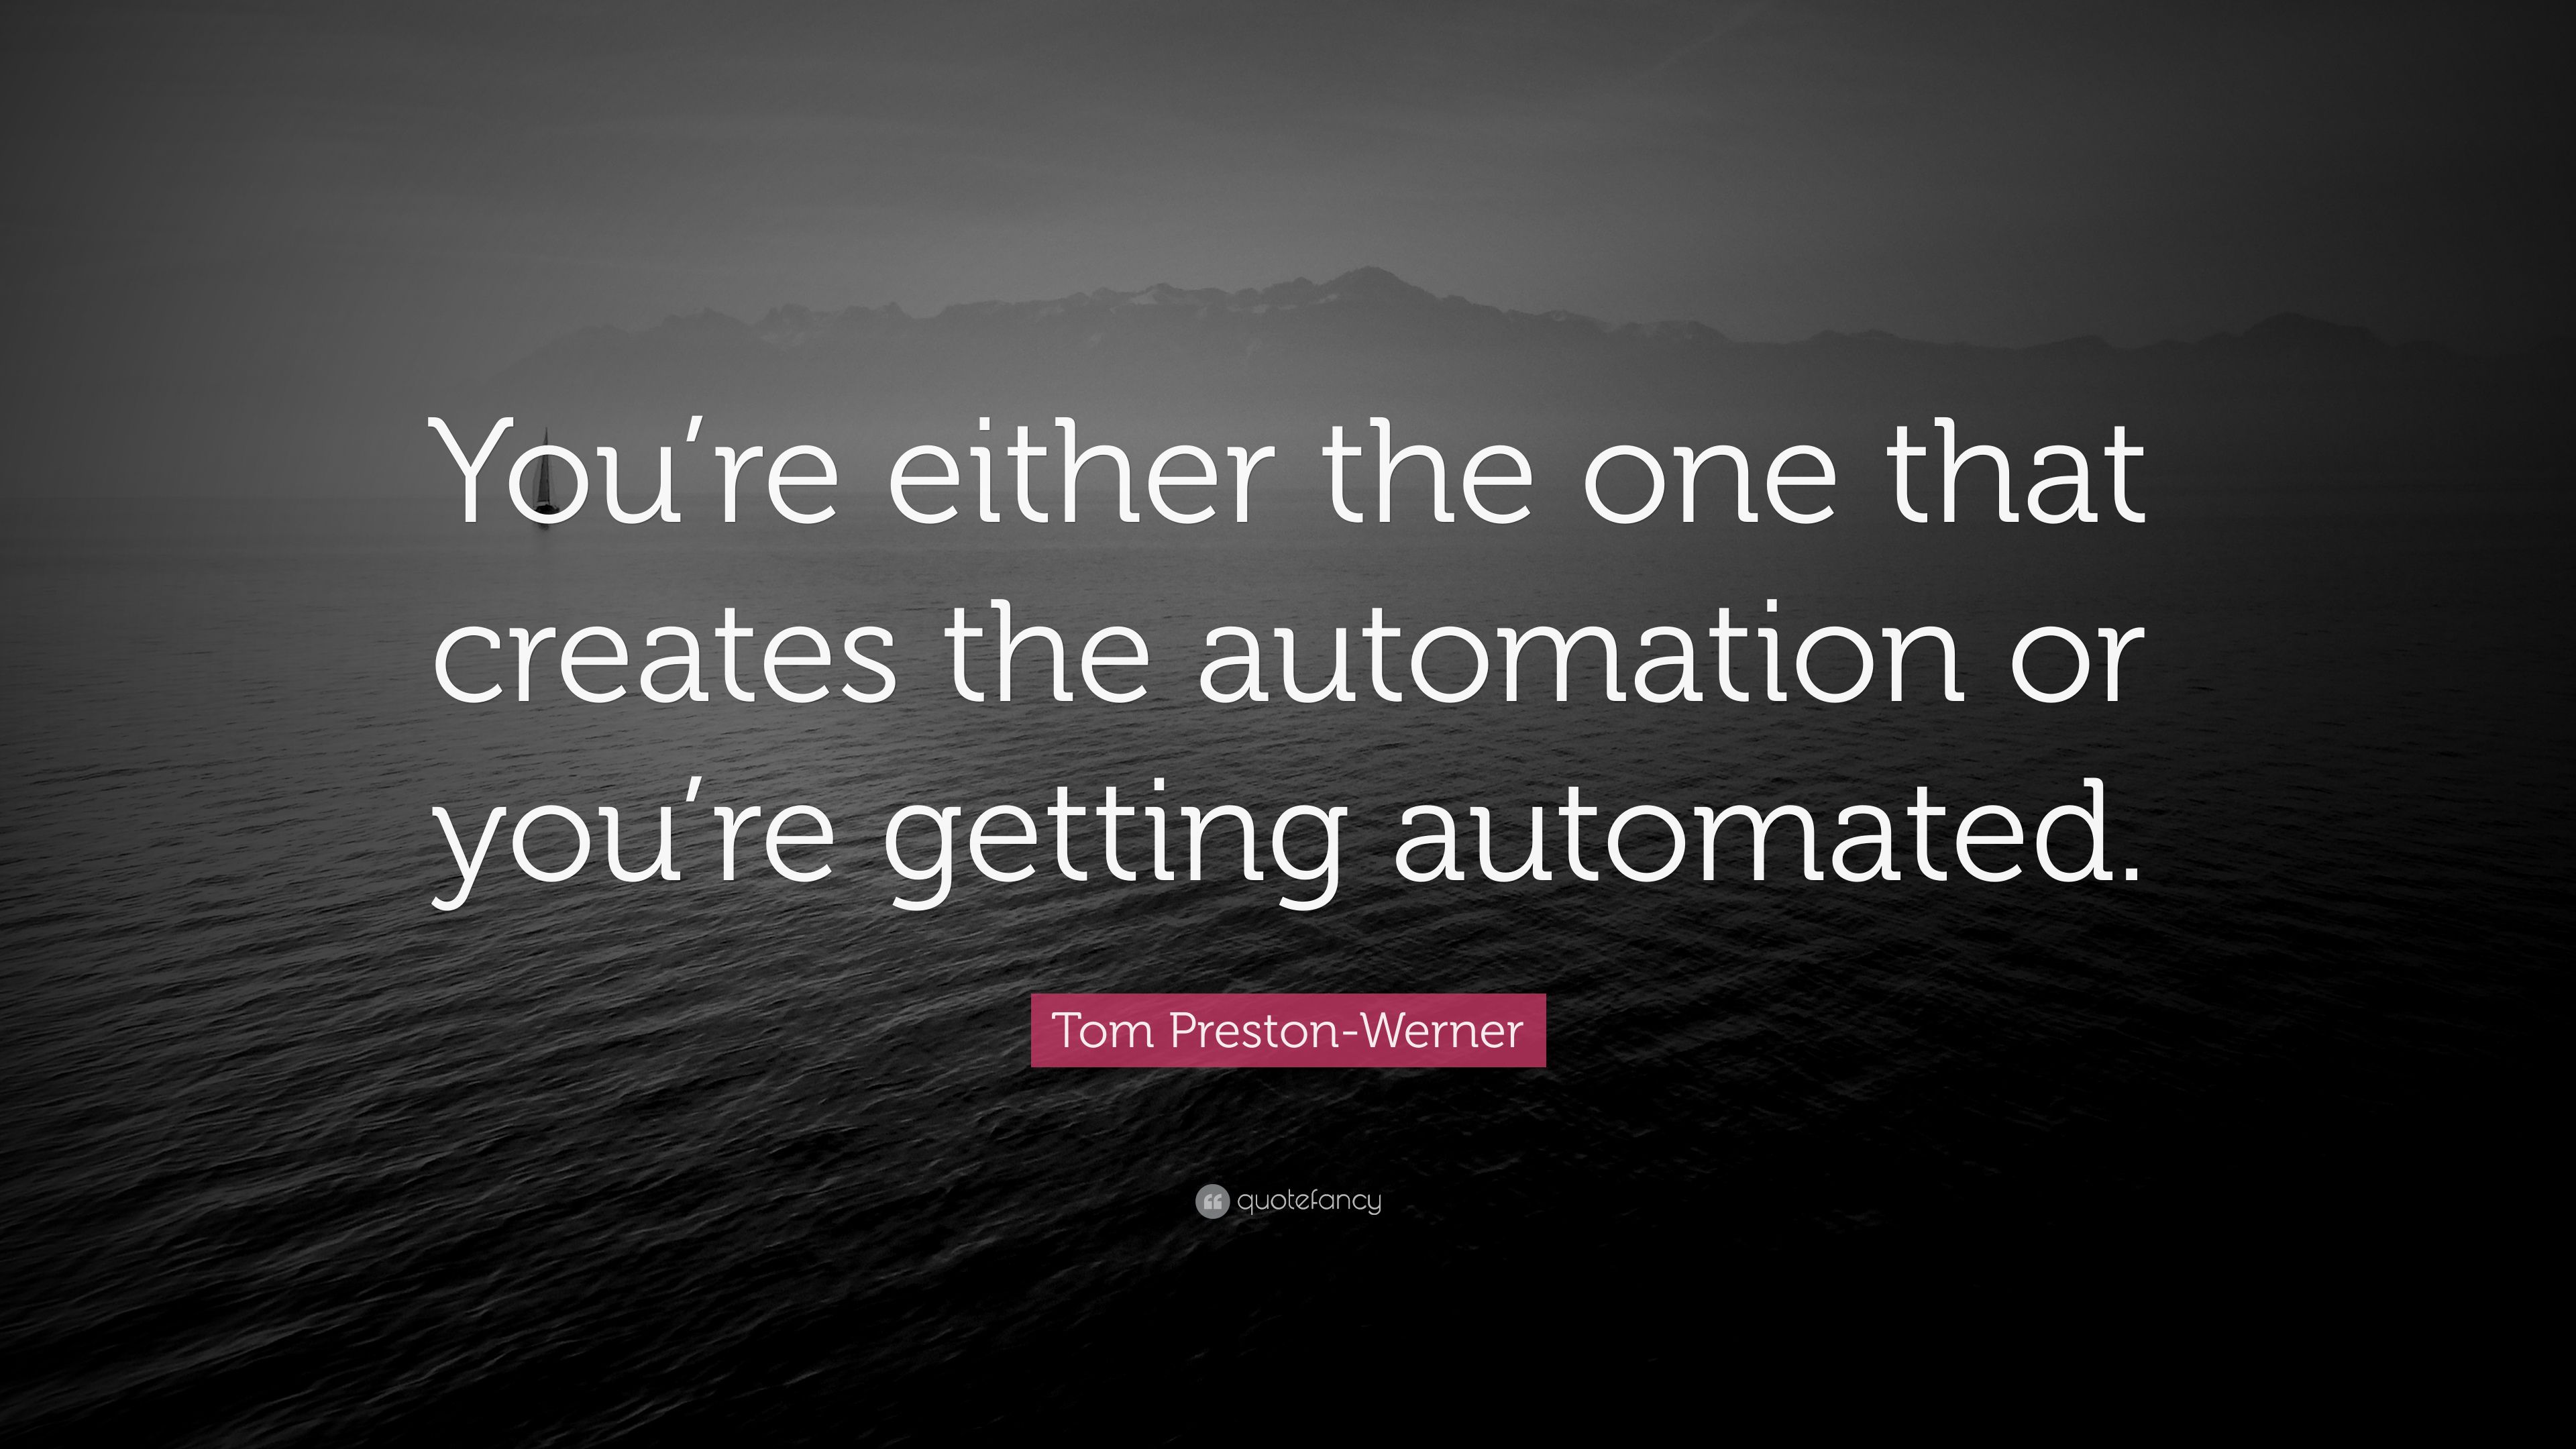 You’re either the one that
creates the automation or
you’re getting automated.
Tom Preston-Werner
quotefancy